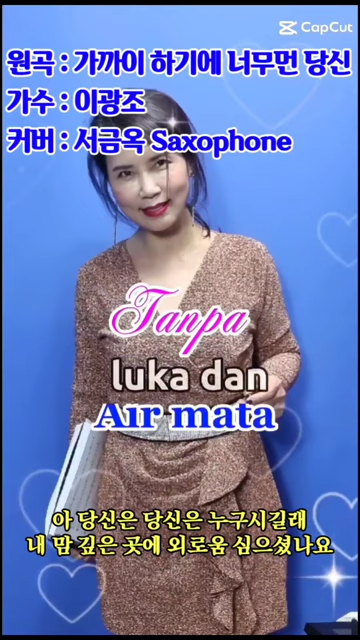 CapCut
원곡 : 가까이 하기에 너무먼 당신
가수 : 이광조
커버 : 서금옥 Saxophone
Tanpa
luka dan
Aır mata
아 당신은 당신은 누구시길래
내 맘 깊은 곳에 외로움 심으셨나요